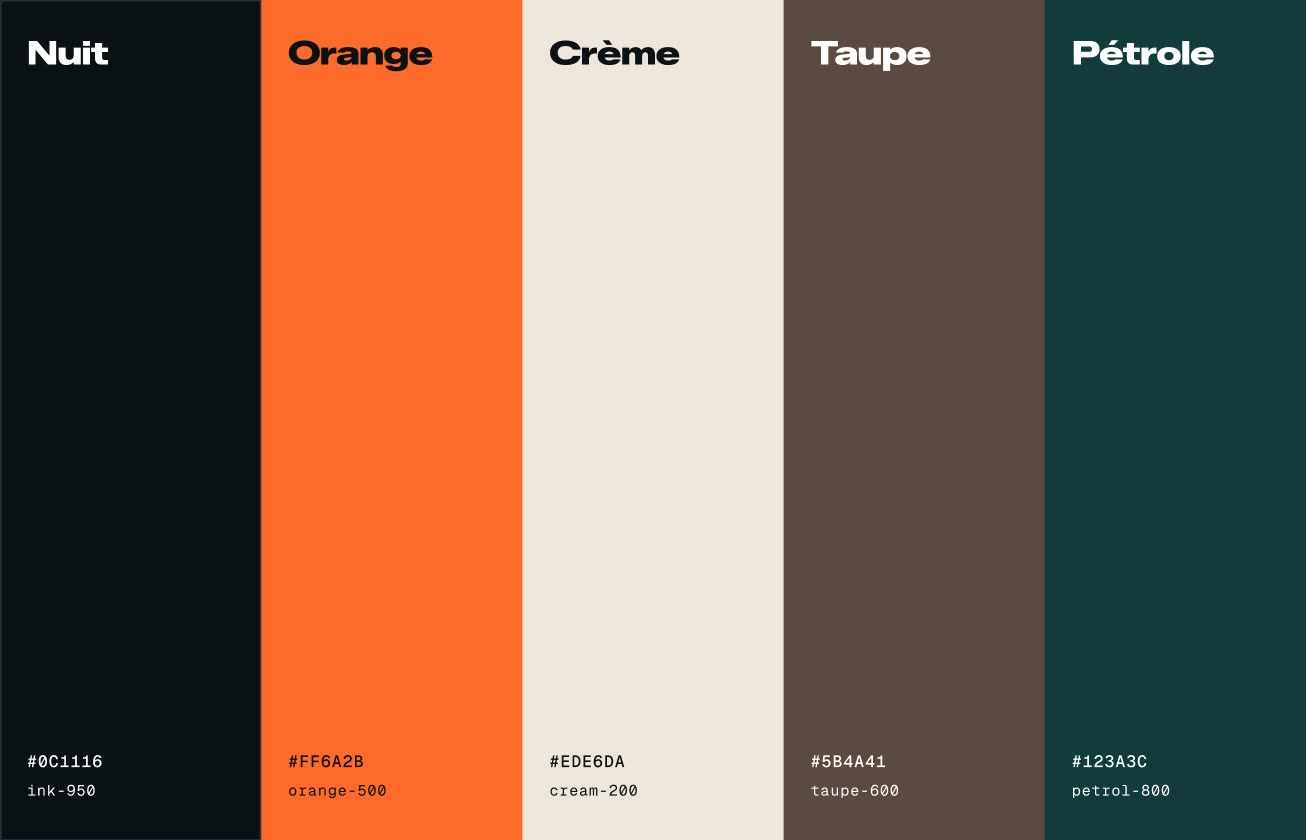 Nuit
#0C1116
ink-950
Orange
#FF6A2B
orange-500
Crème
#EDE6DA
cream-200
Taupe
#5B4A41
taupe-600
Pétrole
#123A3C
petrol-800